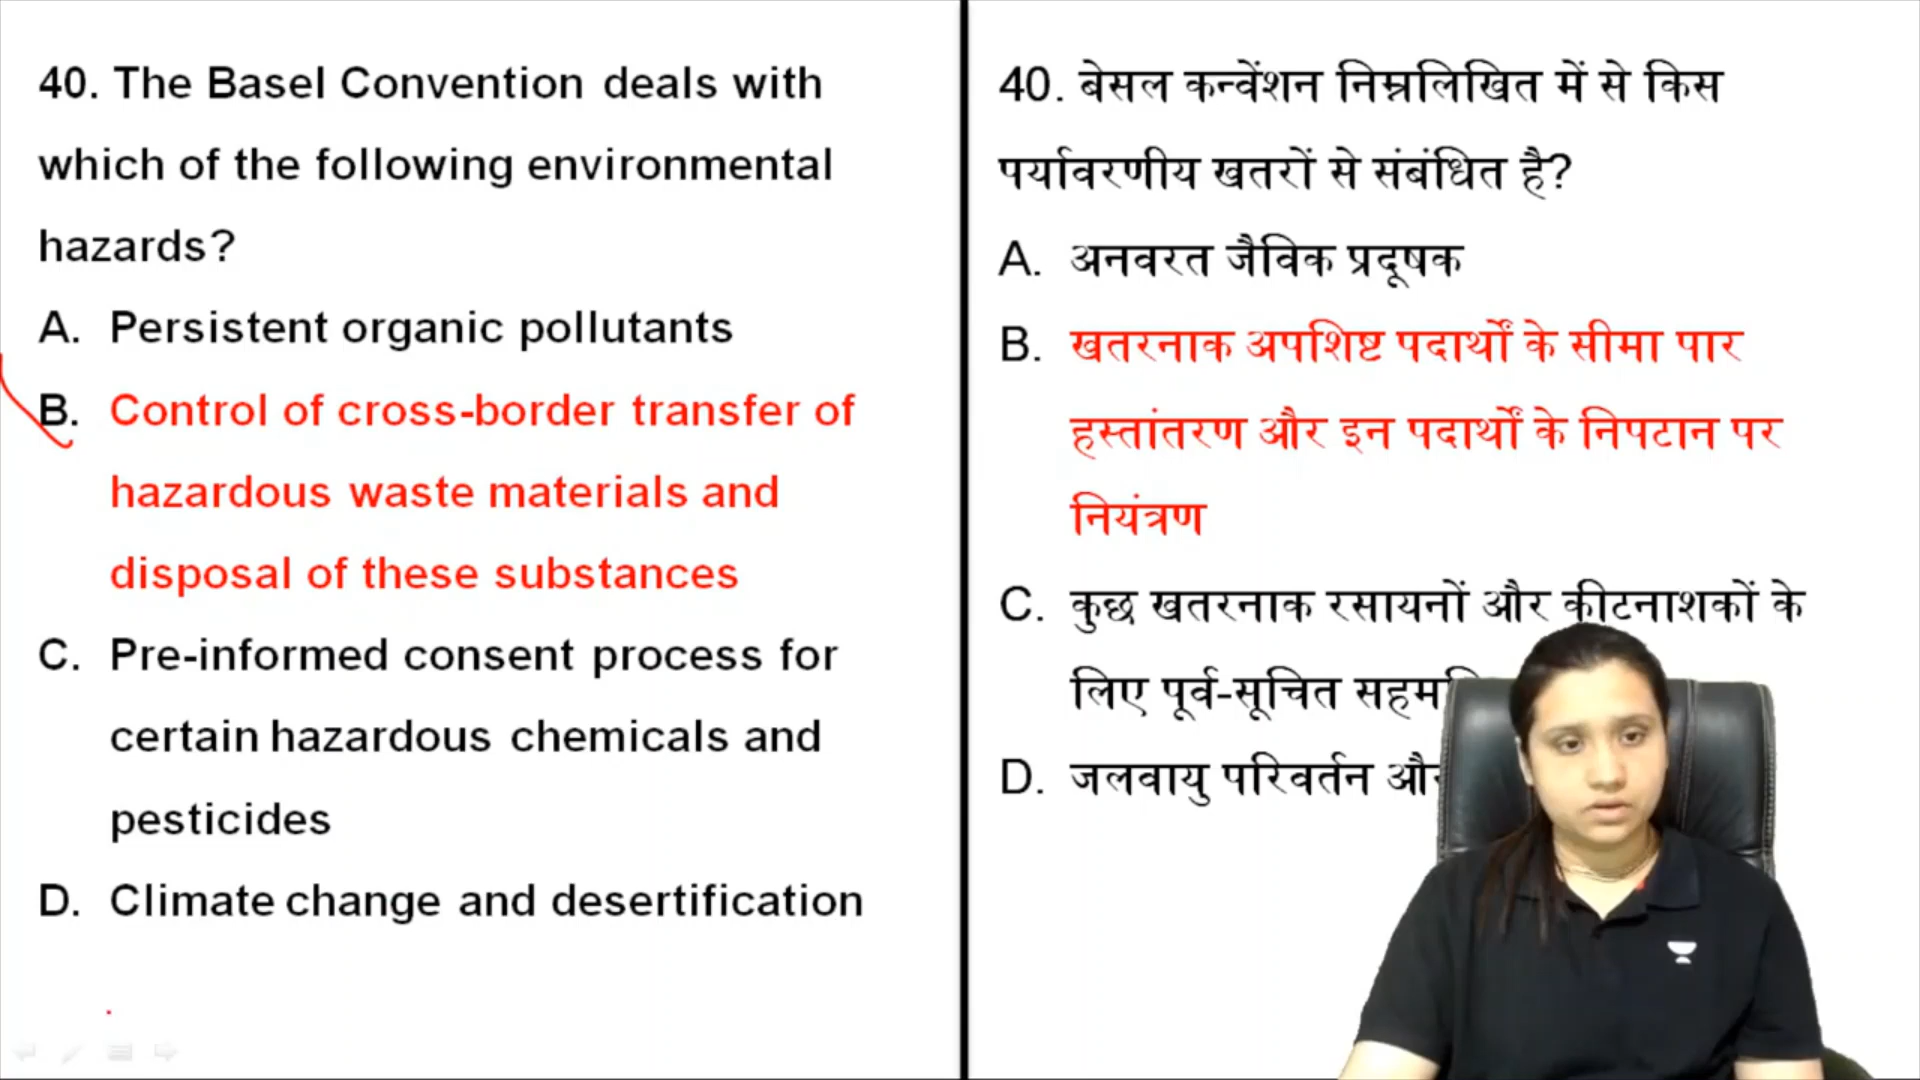 40. The Basel Convention deals with
which of the following environmental
hazards?
A. Persistent organic pollutants
B. Control of cross-border transfer of
hazardous waste materials and
disposal of these substances
C. Pre-informed consent process for
certain hazardous chemicals and
pesticides
D. Climate change and desertification
40. बेसल कन्वेंशन निम्नलिखित में से किस
पर्यावरणीय खतरों से संबंधित है?
A. अनवरत जैविक प्रदूषक
B. खतरनाक अपशिष्ट पदार्थों के सीमा पार
हस्तांतरण और इन पदार्थों के निपटान पर
नियंत्रण
C. कुछ खतरनाक रसायनों और कीटनाशकों के
लिए पूर्व-सूचित
D. जलवायु परिवर्तन